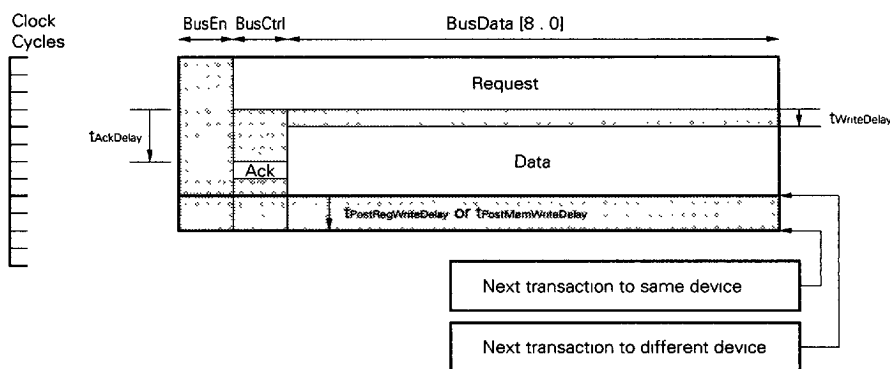 Clock
Cycles
BusEn BusCtrl BusData [8 . 0]
Request
tAckDelay
tWriteDelay
Ack
Data
tPostRegWriteDelay or tPostMemWriteDelay
Next transaction to same device
Next transaction to different device